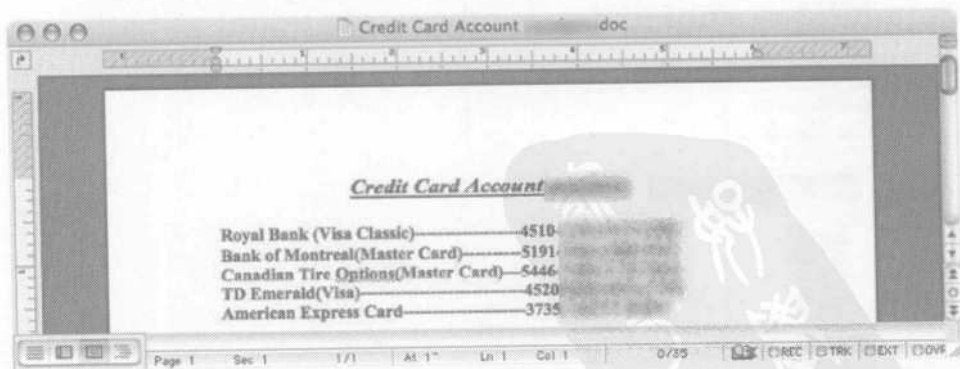 Credit Card Account doc
Credit Card Account
Royal Bank (Visa Classic)--------------------4510-
Bank of Montreal(Master Card)----------5191-
Canadian Tire Options(Master Card)---5446-
TD Emerald(Visa)-------------------------------4520
American Express Card----------------------3735
Page 1 Sec 1 1/1 At 1" Ln 1 Col 1 0/35 REC TRK EXT OVR